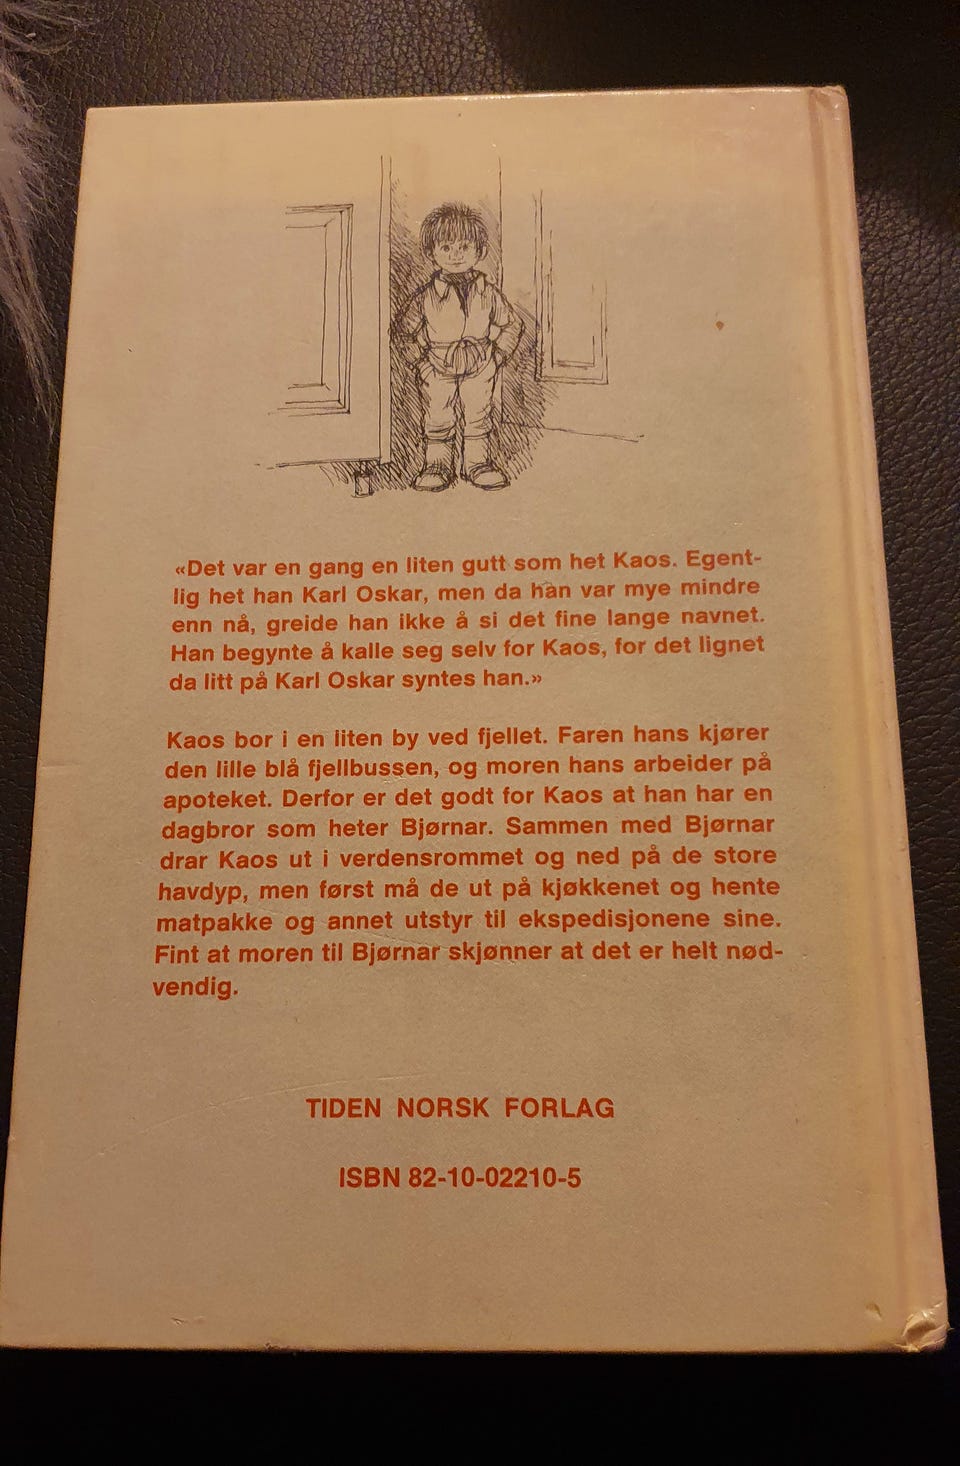 «Det var en gang en liten gutt som het Kaos. Egent-
lig het han Karl Oskar, men da han var mye mindre
enn nå, greide han ikke å si det fine lange navnet.
Han begynte å kalle seg selv for Kaos, for det lignet
da litt på Karl Oskar syntes han.»
Kaos bor i en liten by ved fjellet. Faren hans kjører
den lille blå fjellbussen, og moren hans arbeider på
apoteket. Derfor er det godt for Kaos at han har en
dagbror som heter Bjørnar. Sammen med Bjørnar
drar Kaos ut i verdensrommet og ned på de store
havdyp, men først må de ut på kjøkkenet og hente
matpakke og annet utstyr til ekspedisjonene sine.
Fint at moren til Bjørnar skjønner at det er helt nød-
vendig.
TIDEN NORSK FORLAG
ISBN 82-10-02210-5